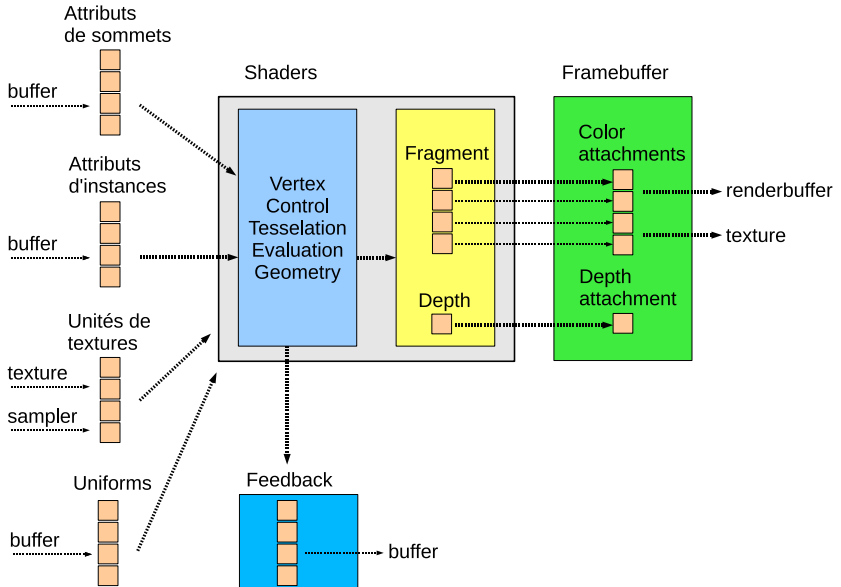 Attributs
de sommets
buffer
Attributs
d'instances
buffer
Unités de
textures
texture
sampler
Uniforms
buffer
Shaders
Vertex
Control
Tesselation
Evaluation
Geometry
Fragment
Depth
Feedback
buffer
Framebuffer
Color
attachments
Depth
attachment
renderbuffer
texture